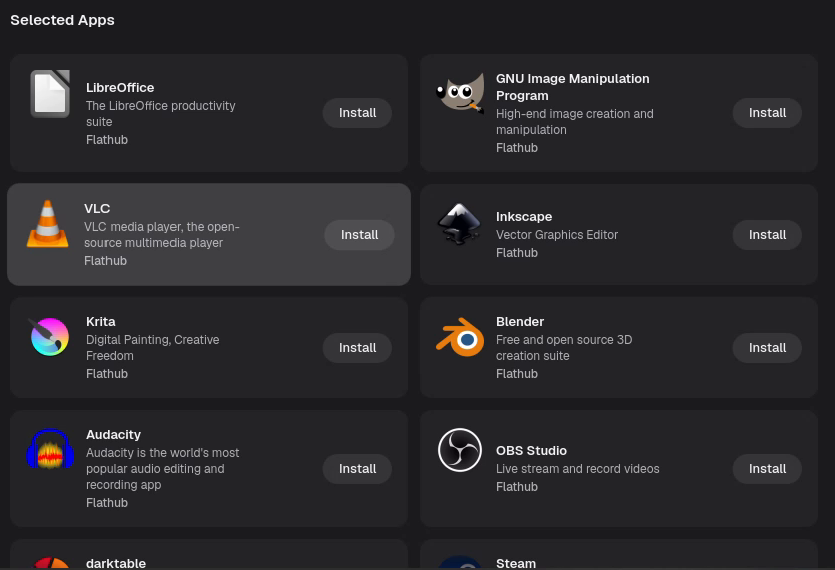 Selected Apps
LibreOffice
The LibreOffice productivity
suite
Flathub
Install
GNU Image Manipulation
Program
High-end image creation and
manipulation
Flathub
Install
VLC
VLC media player, the open-
source multimedia player
Flathub
Install
Inkscape
Vector Graphics Editor
Flathub
Install
Krita
Digital Painting, Creative
Freedom
Flathub
Install
Blender
Free and open source 3D
creation suite
Flathub
Install
Audacity
Audacity is the world's most
popular audio editing and
recording app
Flathub
Install
OBS Studio
Live stream and record videos
Flathub
Install
darktable
Steam